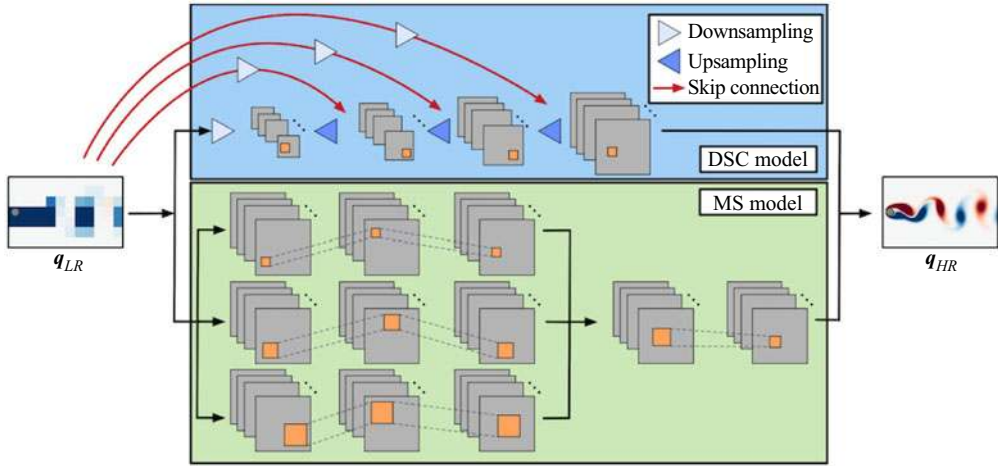 Downsampling
Upsampling
Skip connection
DSC model
MS model
q_LR
q_HR